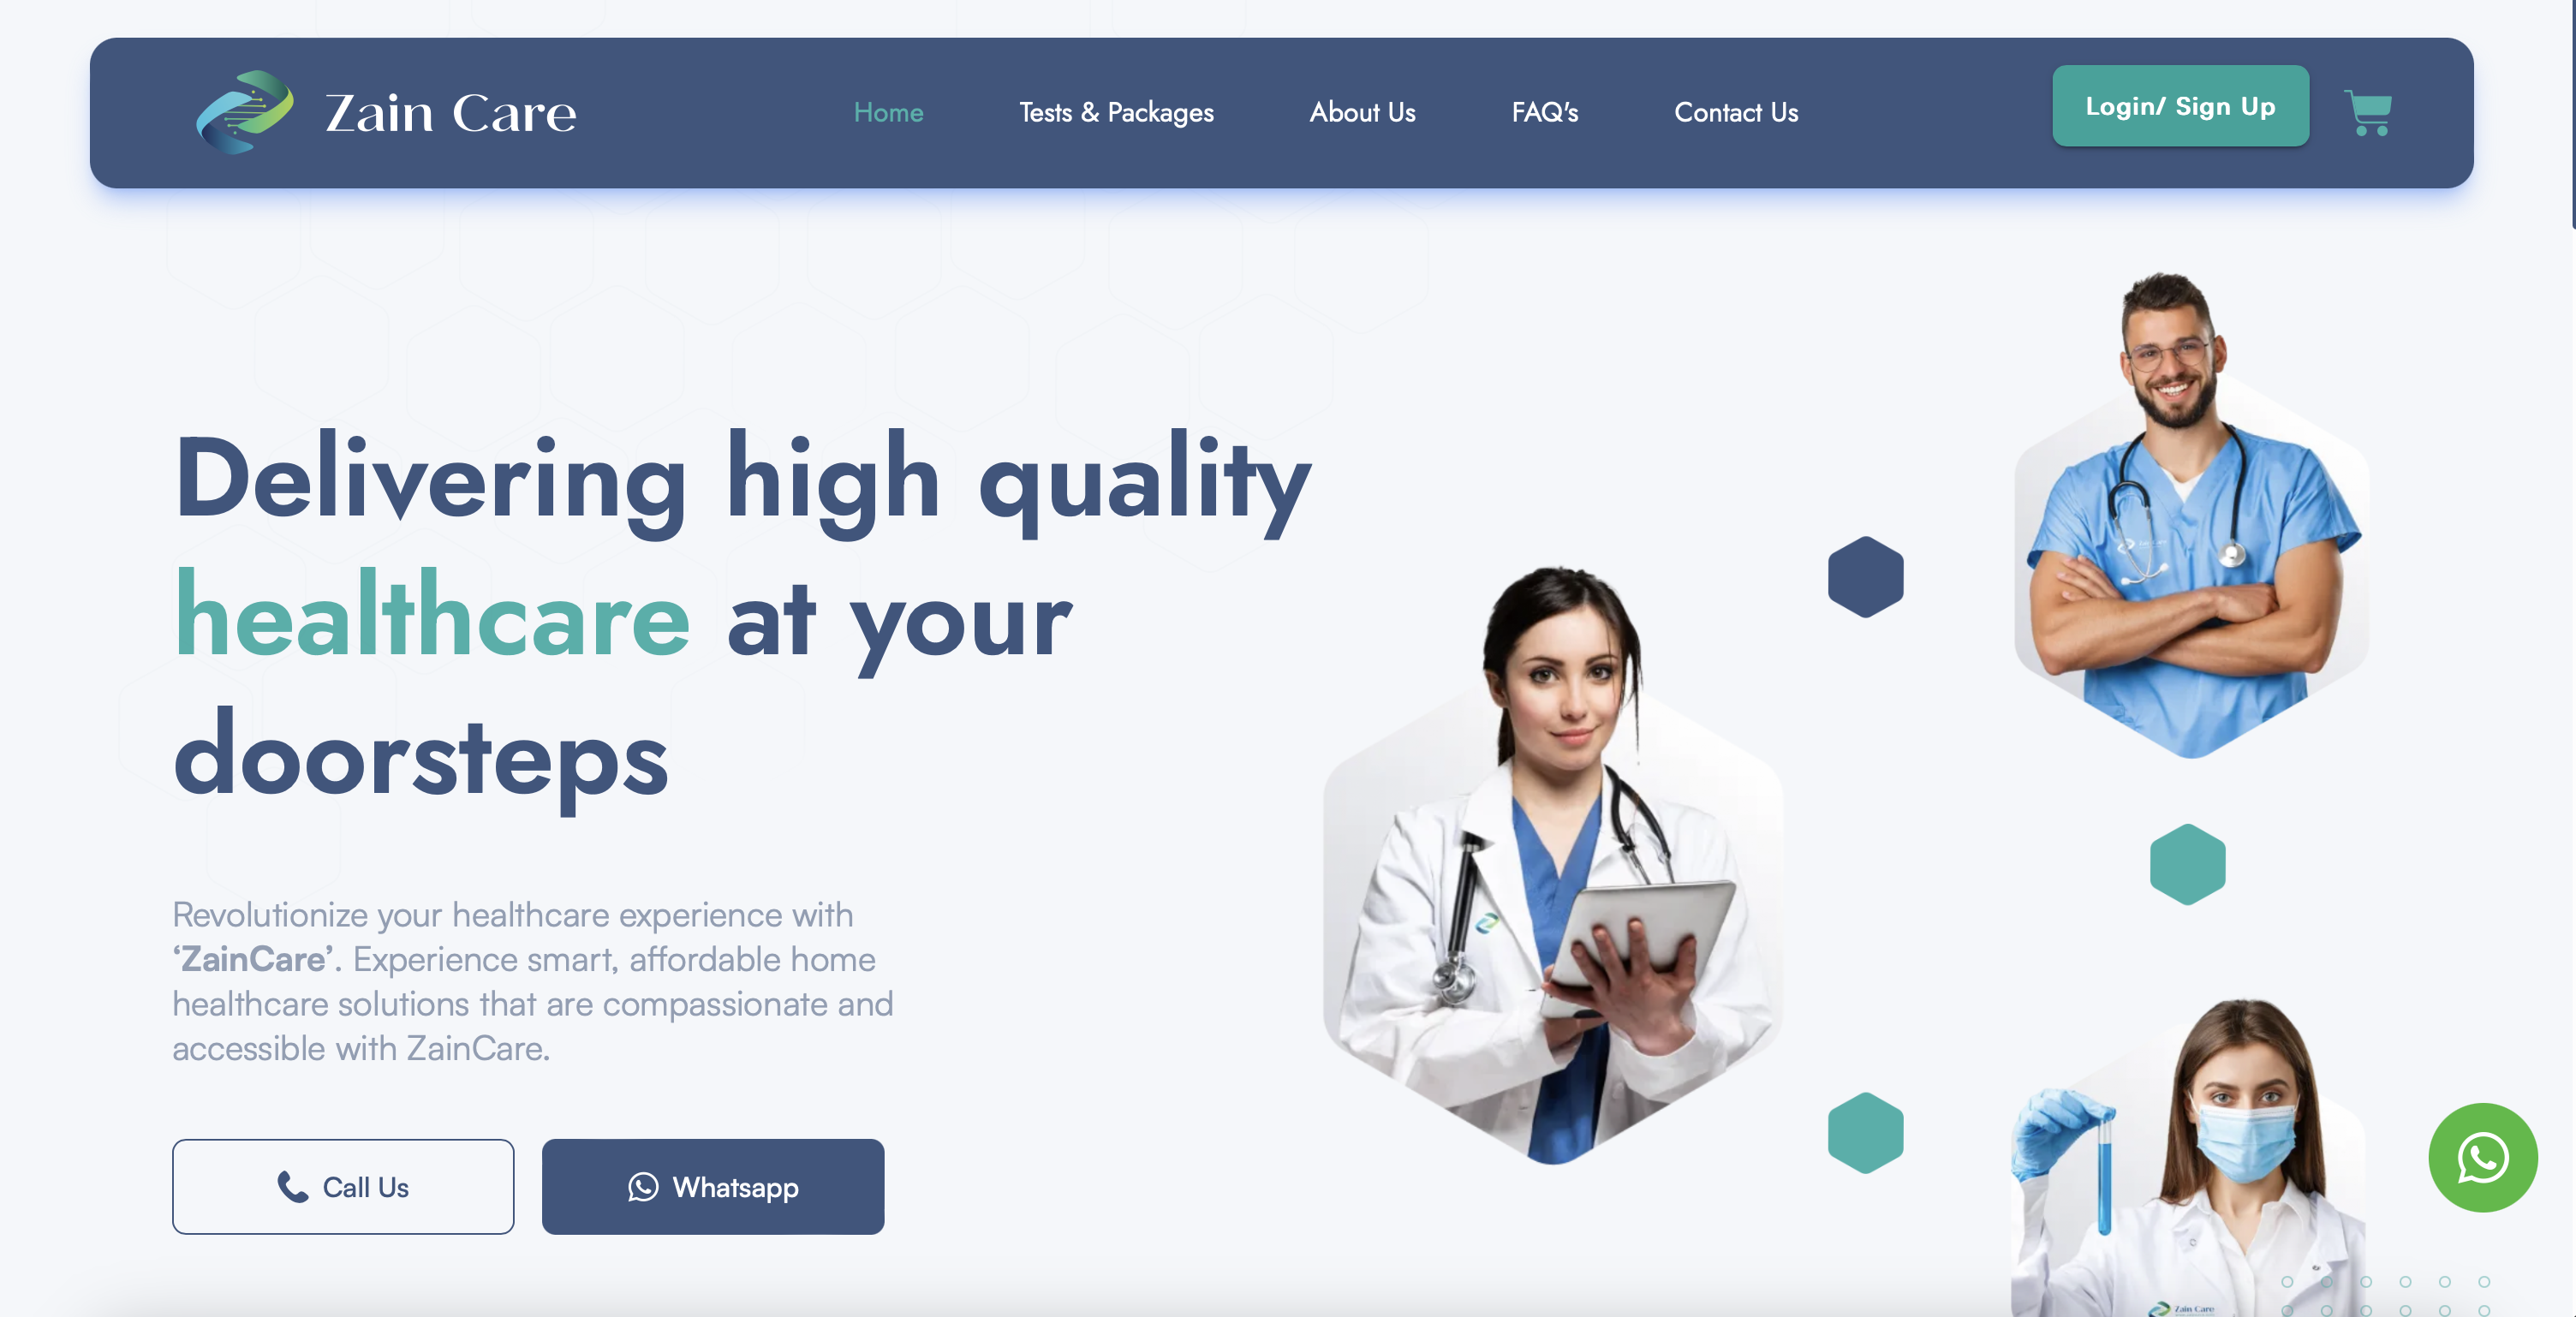 Zain Care
Home
Tests & Packages
About Us
FAQ's
Contact Us
Login/ Sign Up
Delivering high quality
healthcare at your
doorsteps
Revolutionize your healthcare experience with
‘ZainCare’. Experience smart, affordable home
healthcare solutions that are compassionate and
accessible with ZainCare.
Call Us
Whatsapp
Zain Care